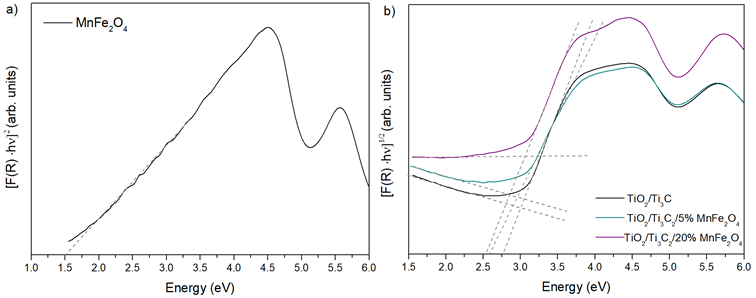 a)
MnFe₂O₄
[F(R) ·hν]² (arb. units)
1.0 1.5 2.0 2.5 3.0 3.5 4.0 4.5 5.0 5.5 6.0
Energy (eV)
b)
[F(R) ·hν]¹/² (arb. units)
TiO₂/Ti₃C
TiO₂/Ti₃C₂/5% MnFe₂O₄
TiO₂/Ti₃C₂/20% MnFe₂O₄
1.5 2.0 2.5 3.0 3.5 4.0 4.5 5.0 5.5 6.0
Energy (eV)